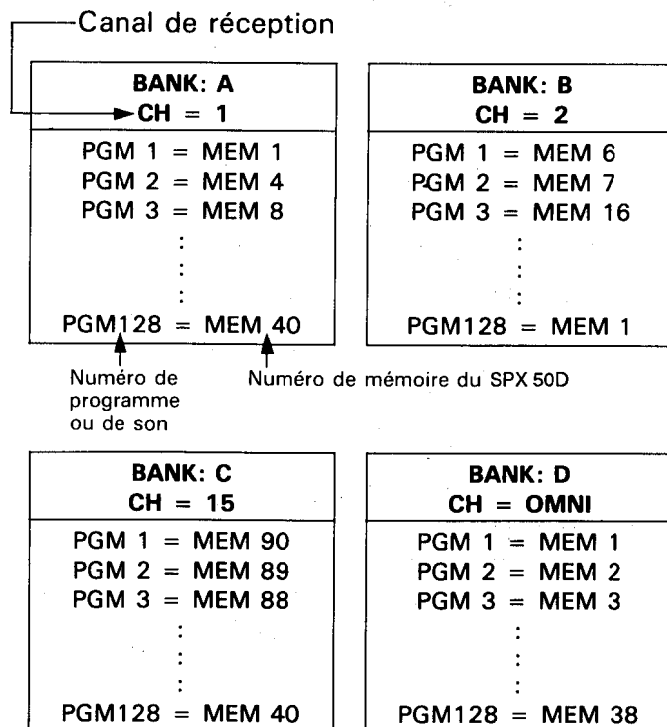 Canal de réception
BANK: A
CH = 1
PGM 1 = MEM 1
PGM 2 = MEM 4
PGM 3 = MEM 8
:
:
PGM128 = MEM 40
Numéro de
programme
ou de son
Numéro de mémoire du SPX 50D
BANK: B
CH = 2
PGM 1 = MEM 6
PGM 2 = MEM 7
PGM 3 = MEM 16
:
:
PGM128 = MEM 1
BANK: C
CH = 15
PGM 1 = MEM 90
PGM 2 = MEM 89
PGM 3 = MEM 88
:
:
PGM128 = MEM 40
BANK: D
CH = OMNI
PGM 1 = MEM 1
PGM 2 = MEM 2
PGM 3 = MEM 3
:
:
PGM128 = MEM 38